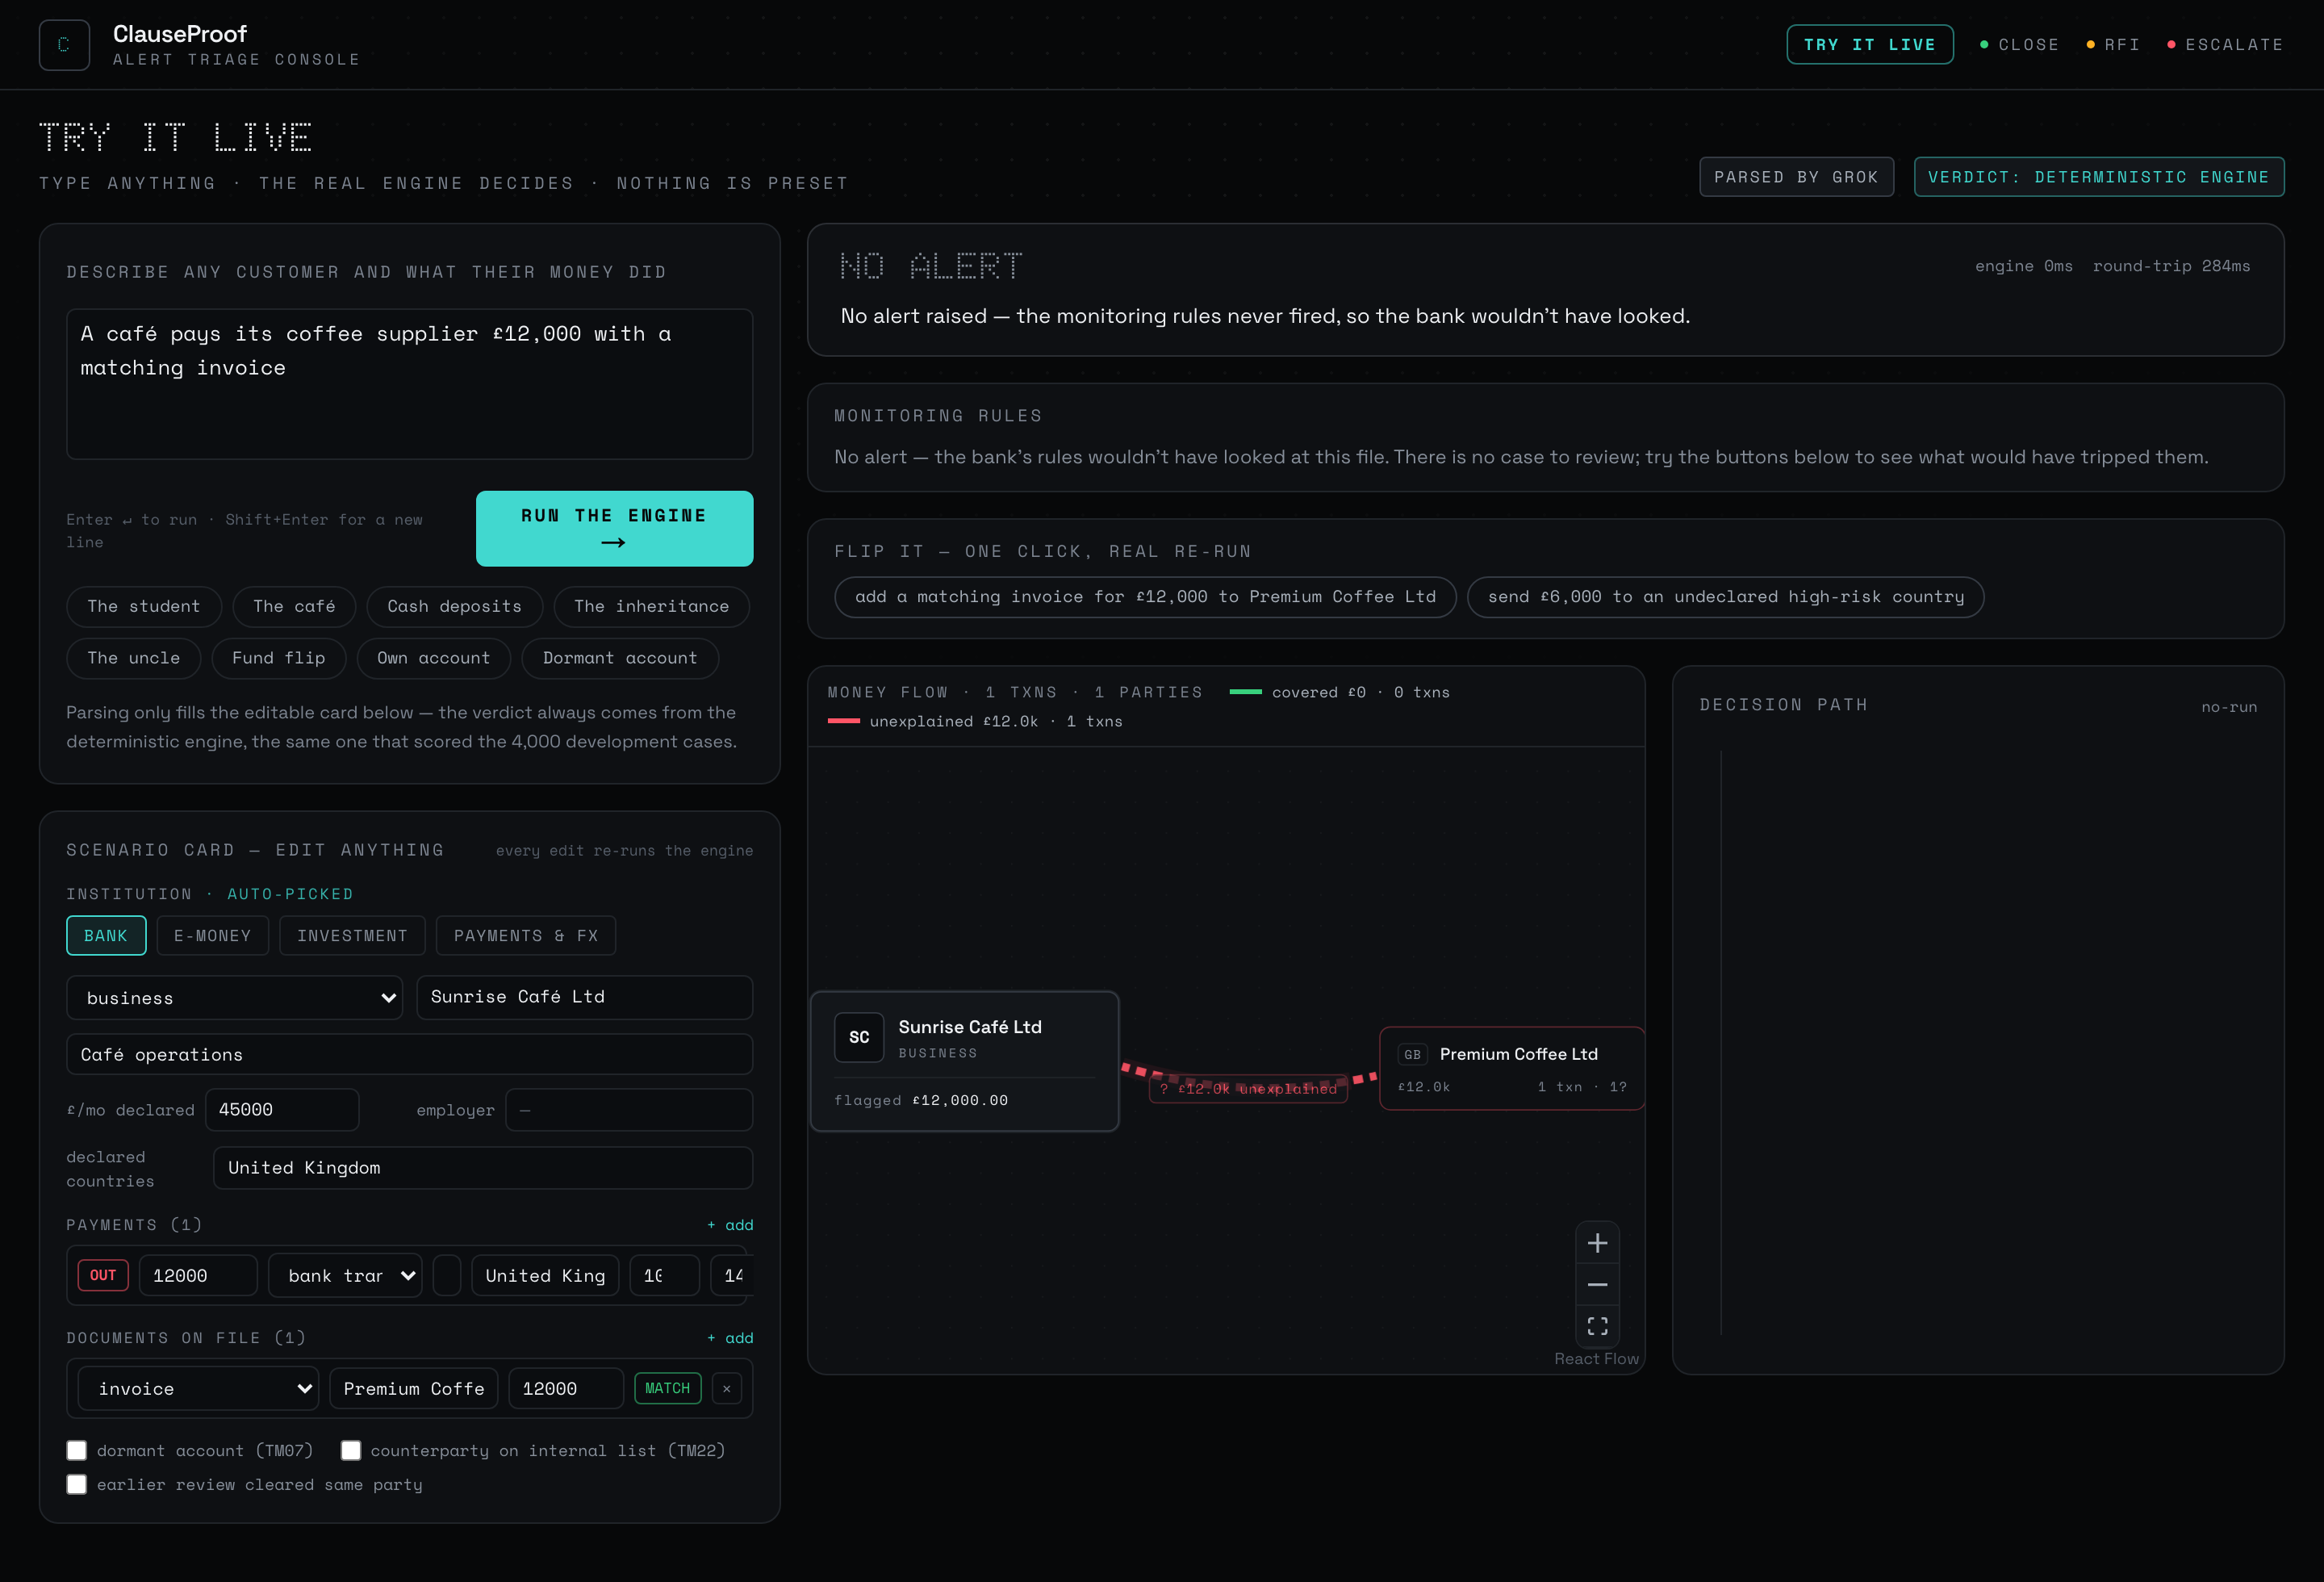 C
ClauseProof
ALERT TRIAGE CONSOLE
TRY IT LIVE
CLOSE
RFI
ESCALATE
TRY IT LIVE
TYPE ANYTHING · THE REAL ENGINE DECIDES · NOTHING IS PRESET
PARSED BY GROK
VERDICT: DETERMINISTIC ENGINE
DESCRIBE ANY CUSTOMER AND WHAT THEIR MONEY DID
A café pays its coffee supplier £12,000 with a
matching invoice
Enter ↵ to run · Shift+Enter for a new
line
RUN THE ENGINE
→
The student
The café
Cash deposits
The inheritance
The uncle
Fund flip
Own account
Dormant account
Parsing only fills the editable card below — the verdict always comes from the
deterministic engine, the same one that scored the 4,000 development cases.
SCENARIO CARD — EDIT ANYTHING
every edit re-runs the engine
INSTITUTION · AUTO-PICKED
BANK
E-MONEY
INVESTMENT
PAYMENTS & FX
business
Sunrise Café Ltd
Café operations
£/mo declared
45000
employer
—
declared
countries
United Kingdom
PAYMENTS (1)
+ add
OUT
12000
bank trar
United King
10
14
DOCUMENTS ON FILE (1)
+ add
invoice
Premium Coffe
12000
MATCH
×
dormant account (TM07)
counterparty on internal list (TM22)
earlier review cleared same party
NO ALERT
engine 0ms round-trip 284ms
No alert raised — the monitoring rules never fired, so the bank wouldn't have looked.
MONITORING RULES
No alert — the bank's rules wouldn't have looked at this file. There is no case to review; try the buttons below to see what would have tripped them.
FLIP IT — ONE CLICK, REAL RE-RUN
add a matching invoice for £12,000 to Premium Coffee Ltd
send £6,000 to an undeclared high-risk country
MONEY FLOW · 1 TXNS · 1 PARTIES
covered £0 · 0 txns
unexplained £12.0k · 1 txns
SC
Sunrise Café Ltd
BUSINESS
flagged £12,000.00
? £12.0k unexplained
GB
Premium Coffee Ltd
£12.0k
1 txn · 1?
React Flow
DECISION PATH
no-run